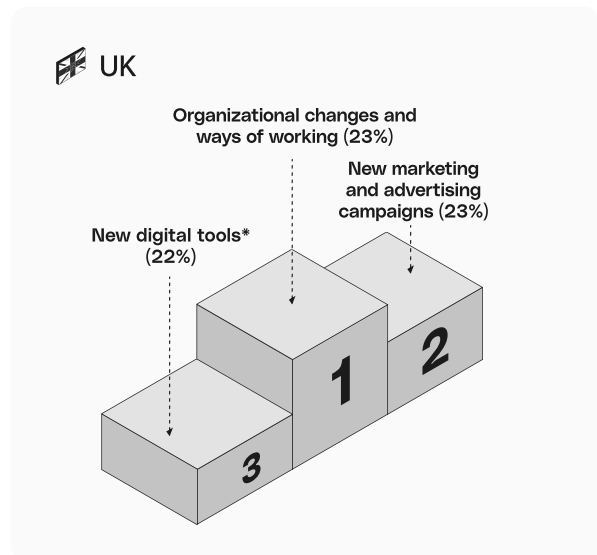 UK
Organizational changes and
ways of working (23%)
New marketing
and advertising
campaigns (23%)
New digital tools*
(22%)
1
2
3